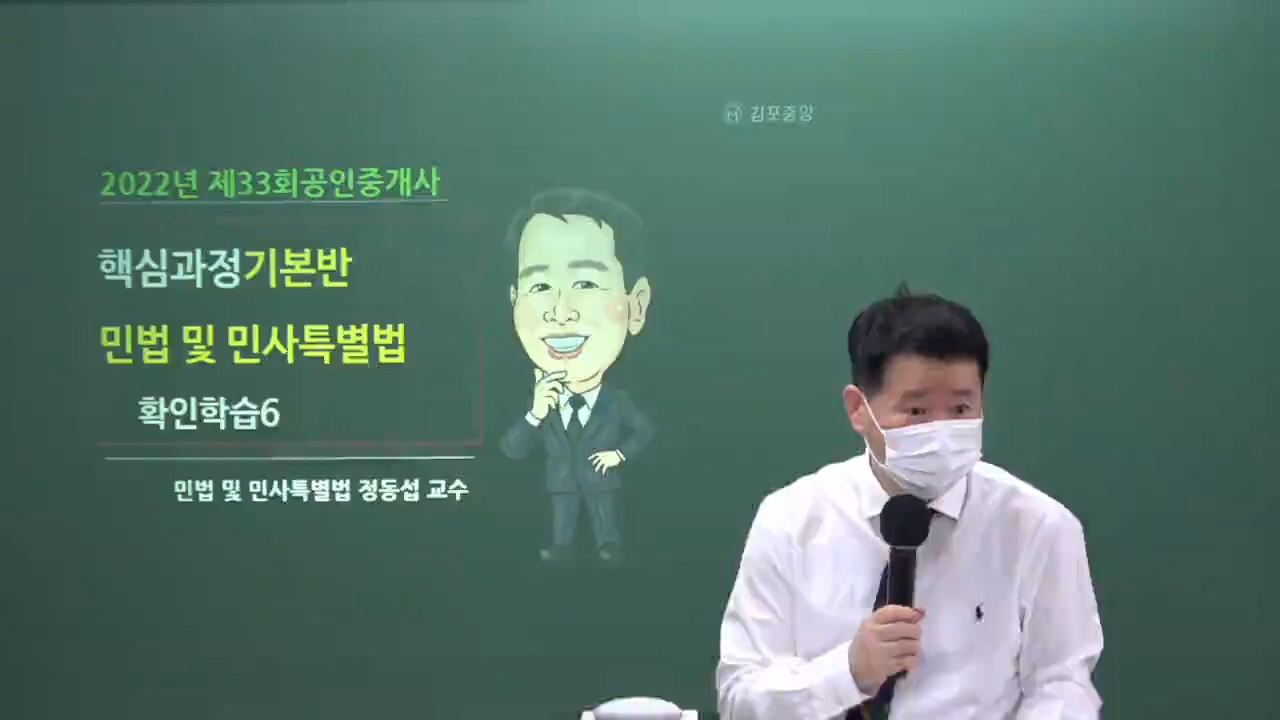 김포중앙
2022년 제33회공인중개사
핵심과정기본반
민법 및 민사특별법
확인학습6
민법 및 민사특별법 정동섭 교수